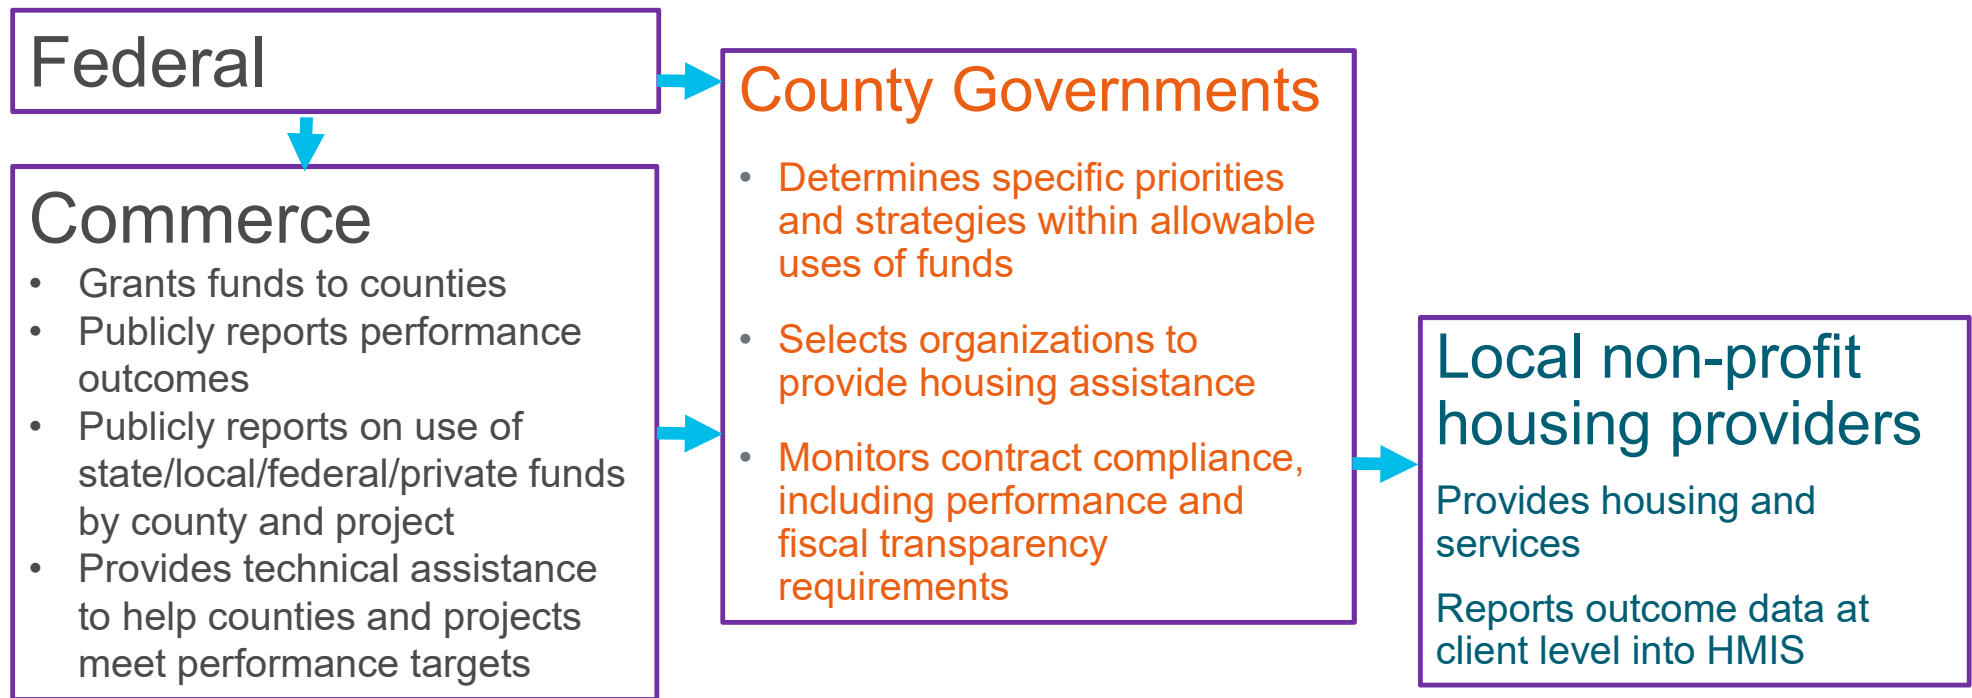 Federal
Commerce
• Grants funds to counties
• Publicly reports performance
outcomes
• Publicly reports on use of
state/local/federal/private funds
by county and project
• Provides technical assistance
to help counties and projects
meet performance targets
County Governments
• Determines specific priorities
and strategies within allowable
uses of funds
• Selects organizations to
provide housing assistance
• Monitors contract compliance,
including performance and
fiscal transparency
requirements
Local non-profit
housing providers
Provides housing and
services
Reports outcome data at
client level into HMIS